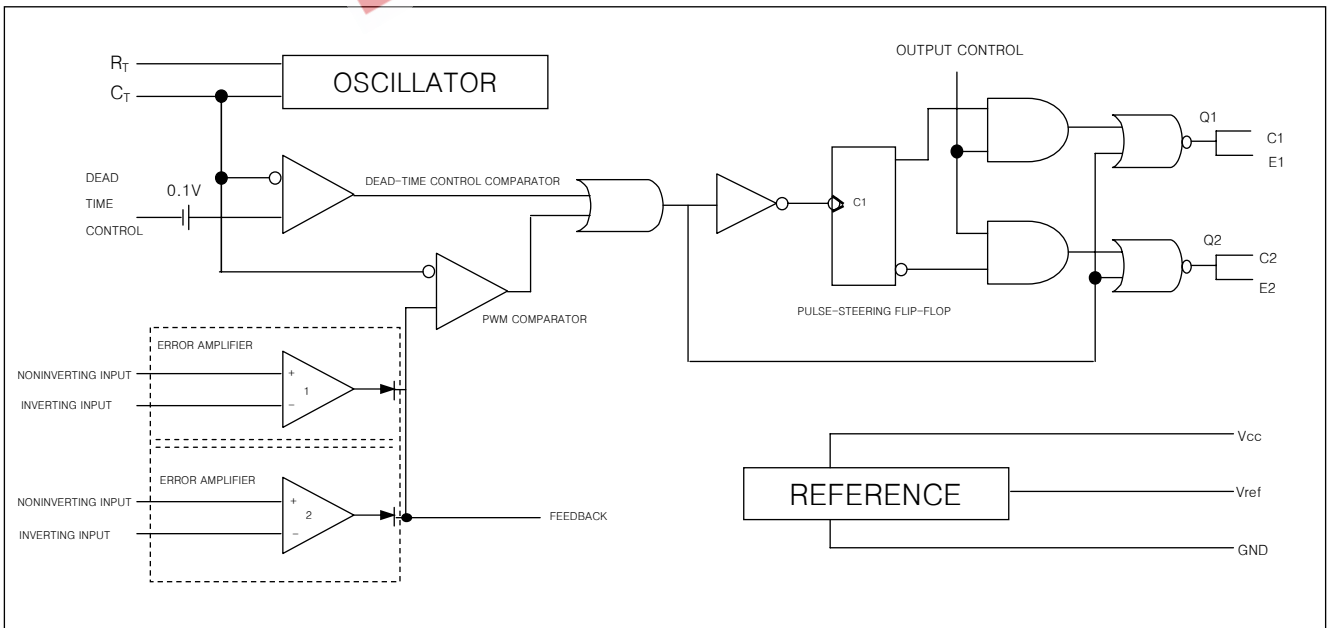 OUTPUT CONTROL
R_T
OSCILLATOR
C_T
Q1
C1
E1
DEAD
TIME
CONTROL
0.1V
DEAD-TIME CONTROL COMPARATOR
C1
Q2
C2
E2
PWM COMPARATOR
PULSE-STEERING FLIP-FLOP
ERROR AMPLIFIER
NONINVERTING INPUT
+
1
INVERTING INPUT
-
Vcc
ERROR AMPLIFIER
NONINVERTING INPUT
+
2
INVERTING INPUT
-
FEEDBACK
REFERENCE
Vref
GND